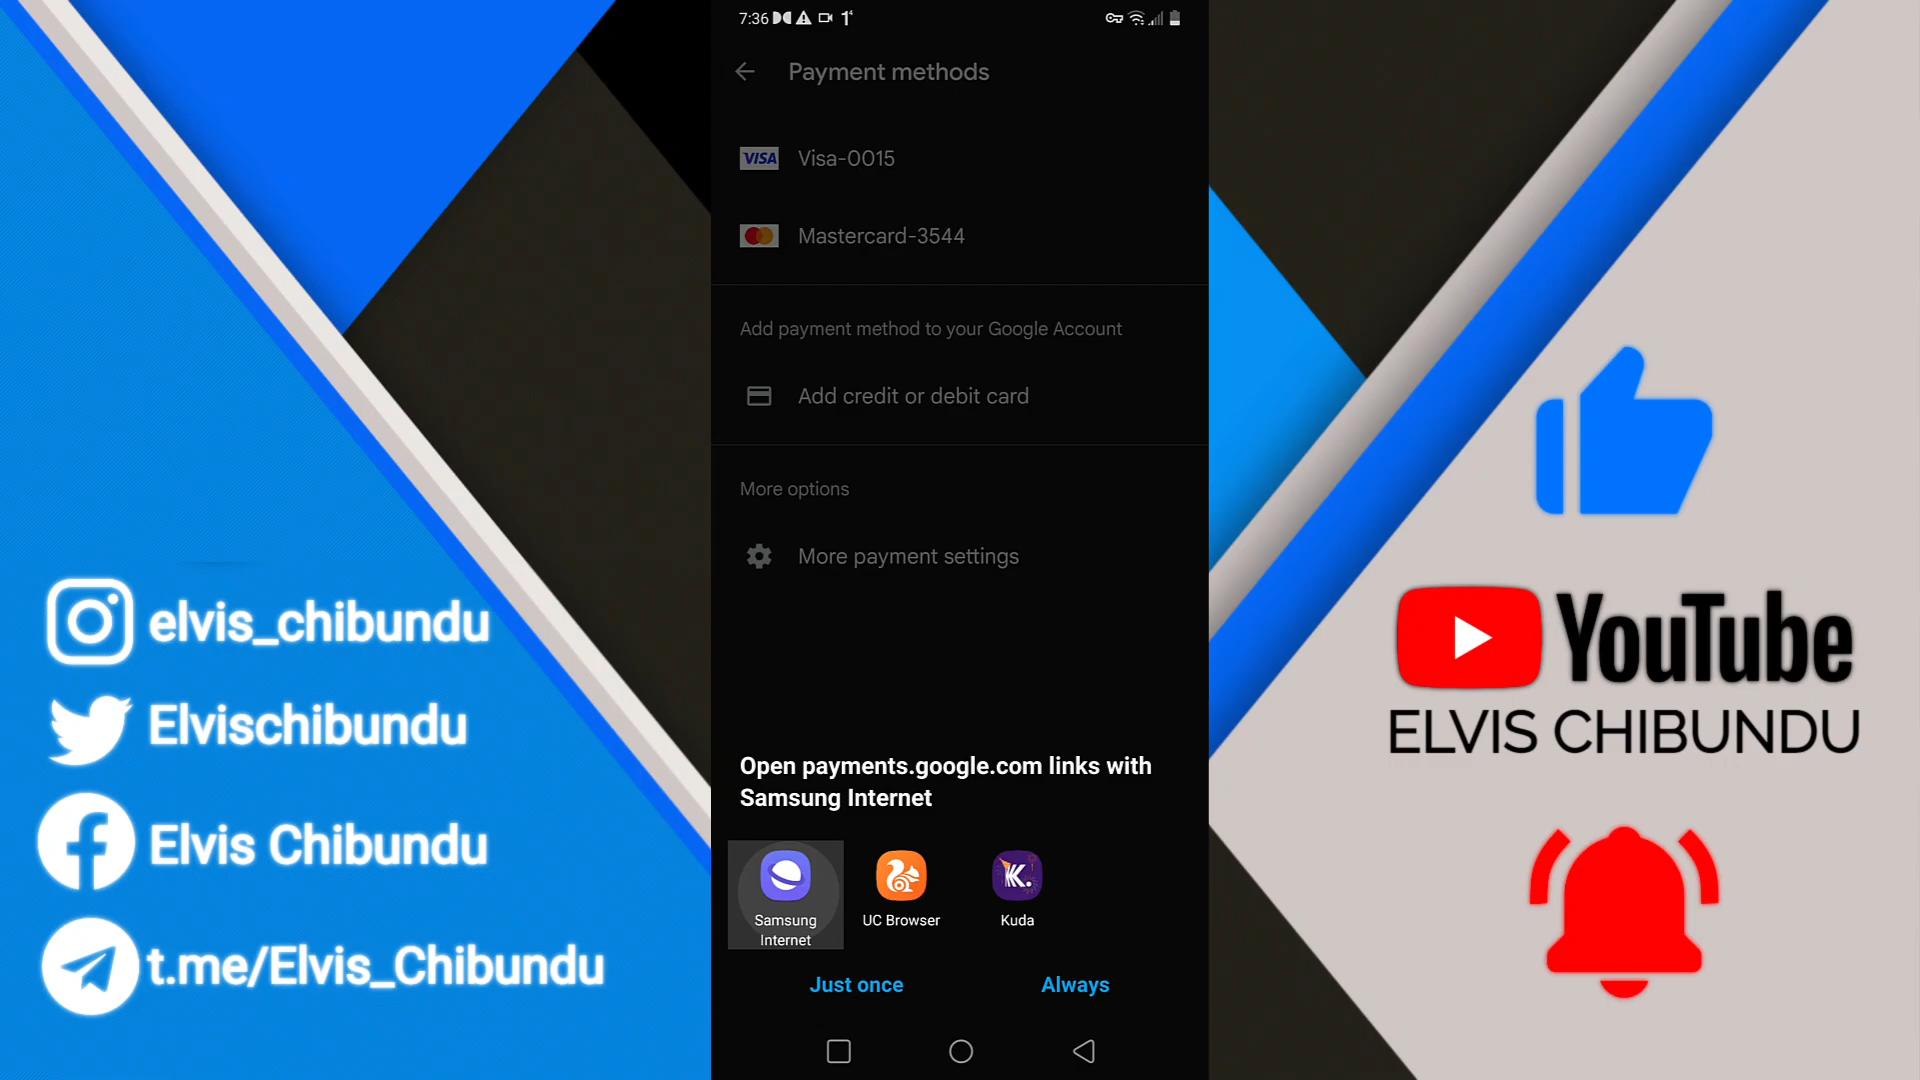 7:36
Payment methods
VISA Visa-0015
Mastercard-3544
Add payment method to your Google Account
Add credit or debit card
More options
More payment settings
Open payments.google.com links with
Samsung Internet
K.
Samsung
Internet
UC Browser
Kuda
Just once
Always
elvis_chibundu
Elvischibundu
Elvis Chibundu
t.me/Elvis_Chibundu
YouTube
ELVIS CHIBUNDU